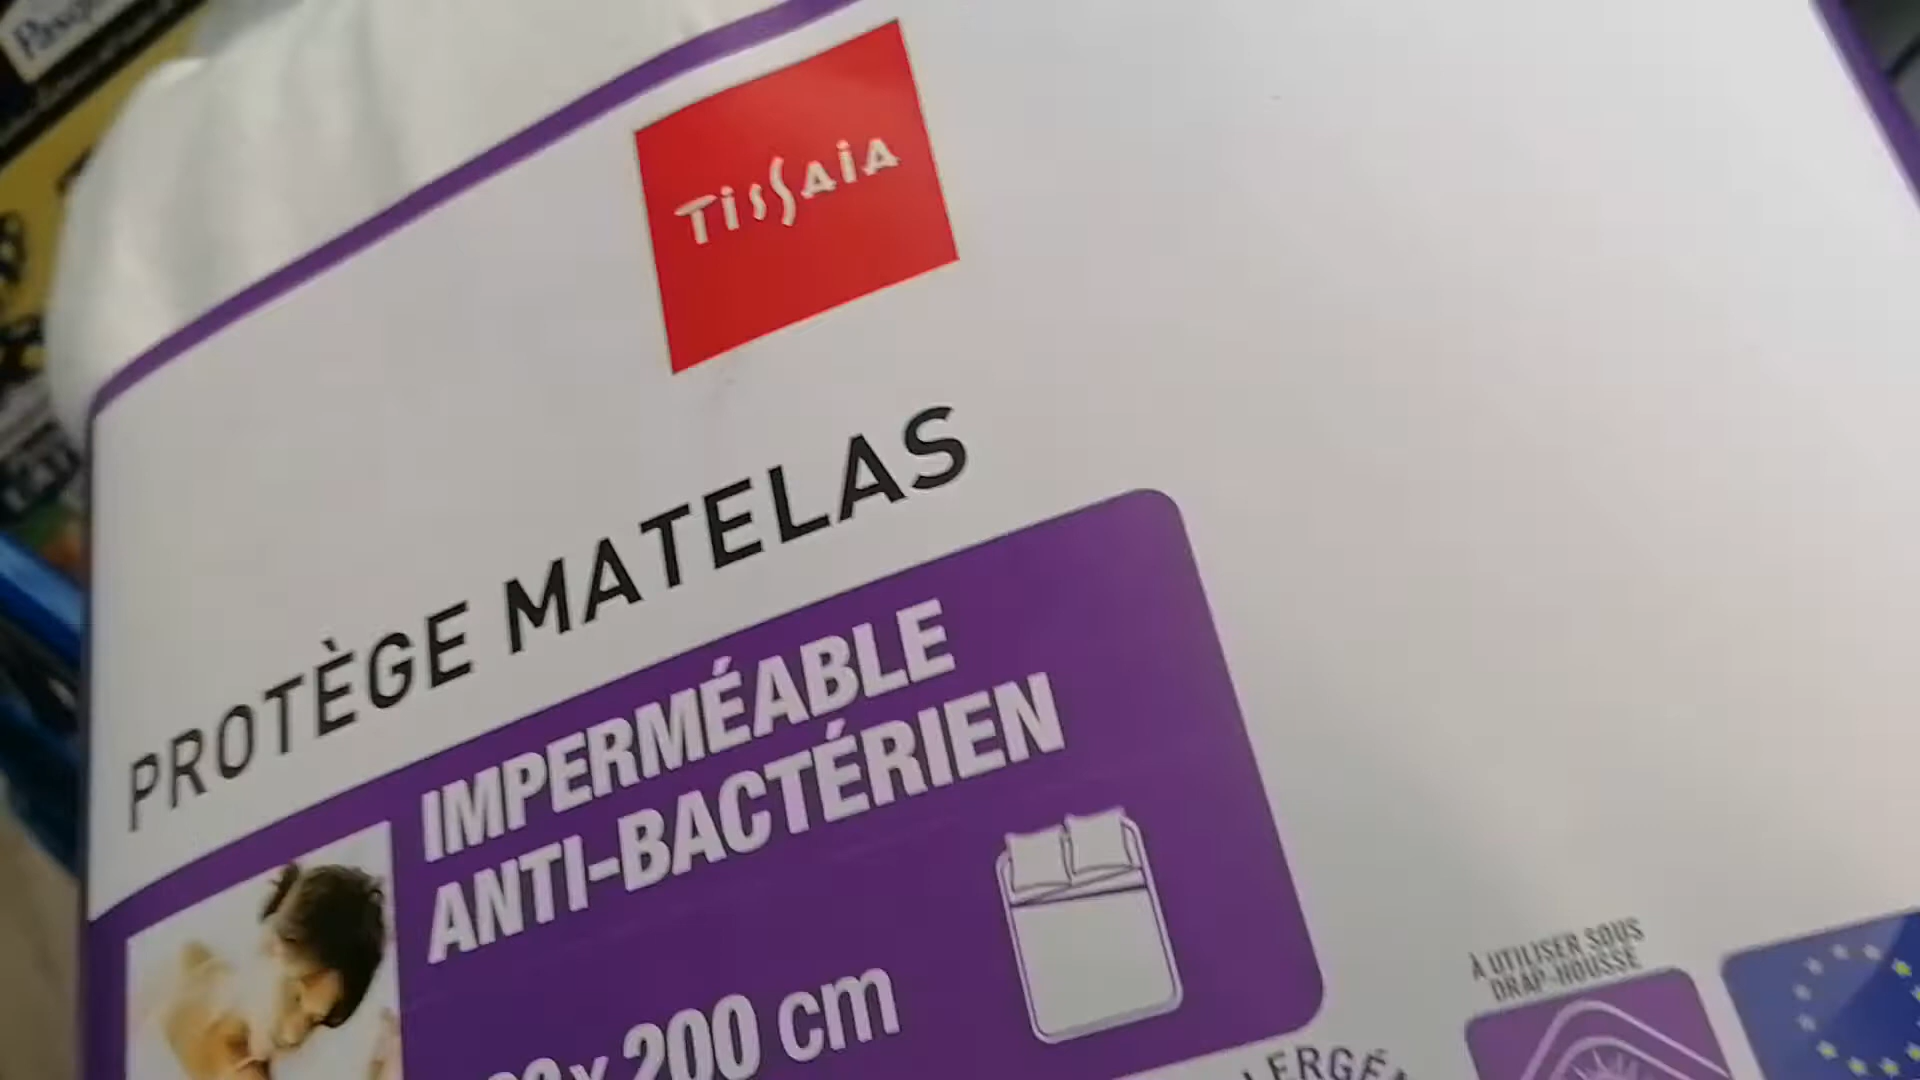 TISSAIA
PROTÈGE MATELAS
IMPERMÉABLE
ANTI-BACTÉRIEN
x 200 cm
À UTILISER SOUS
DRAP-HOUSSE